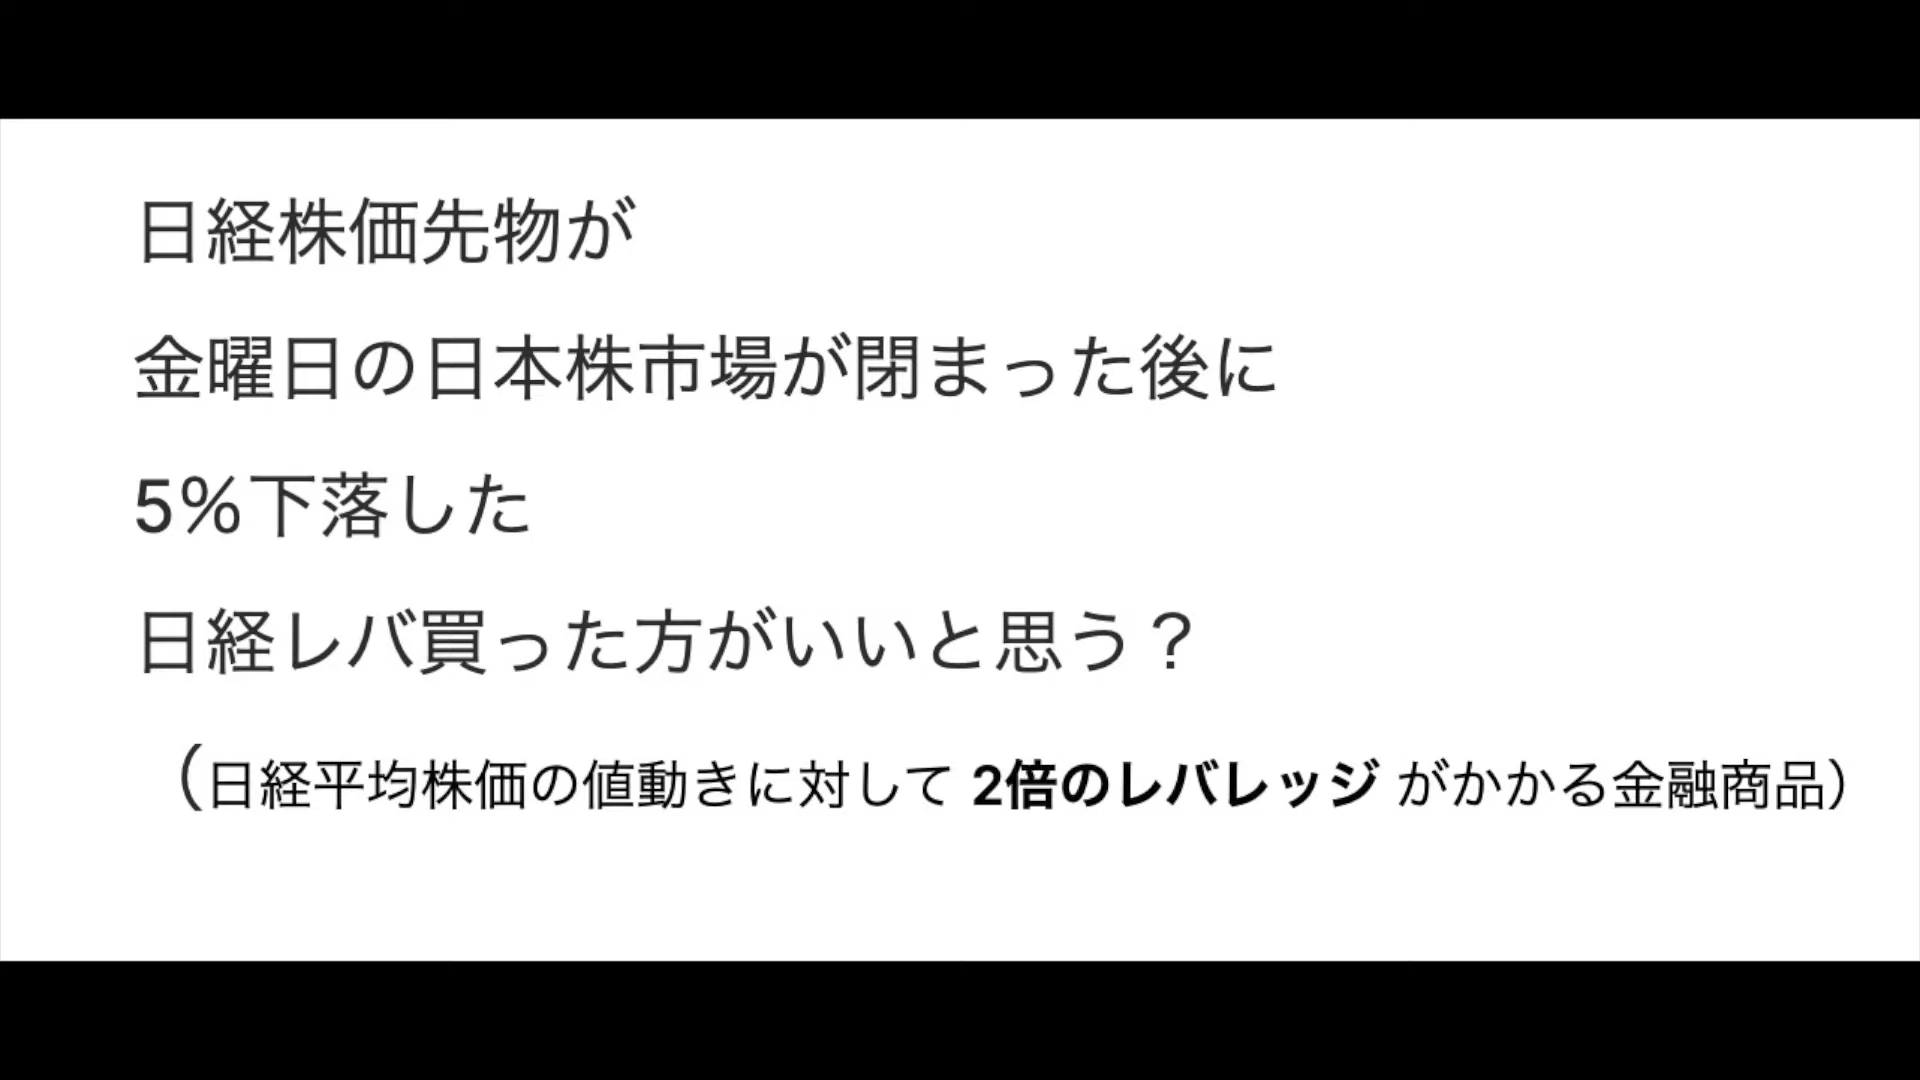 日経株価先物が
金曜日の日本株市場が閉まった後に
5%下落した
日経レバ買った方がいいと思う？
（日経平均株価の値動きに対して 2倍のレバレッジ がかかる金融商品）